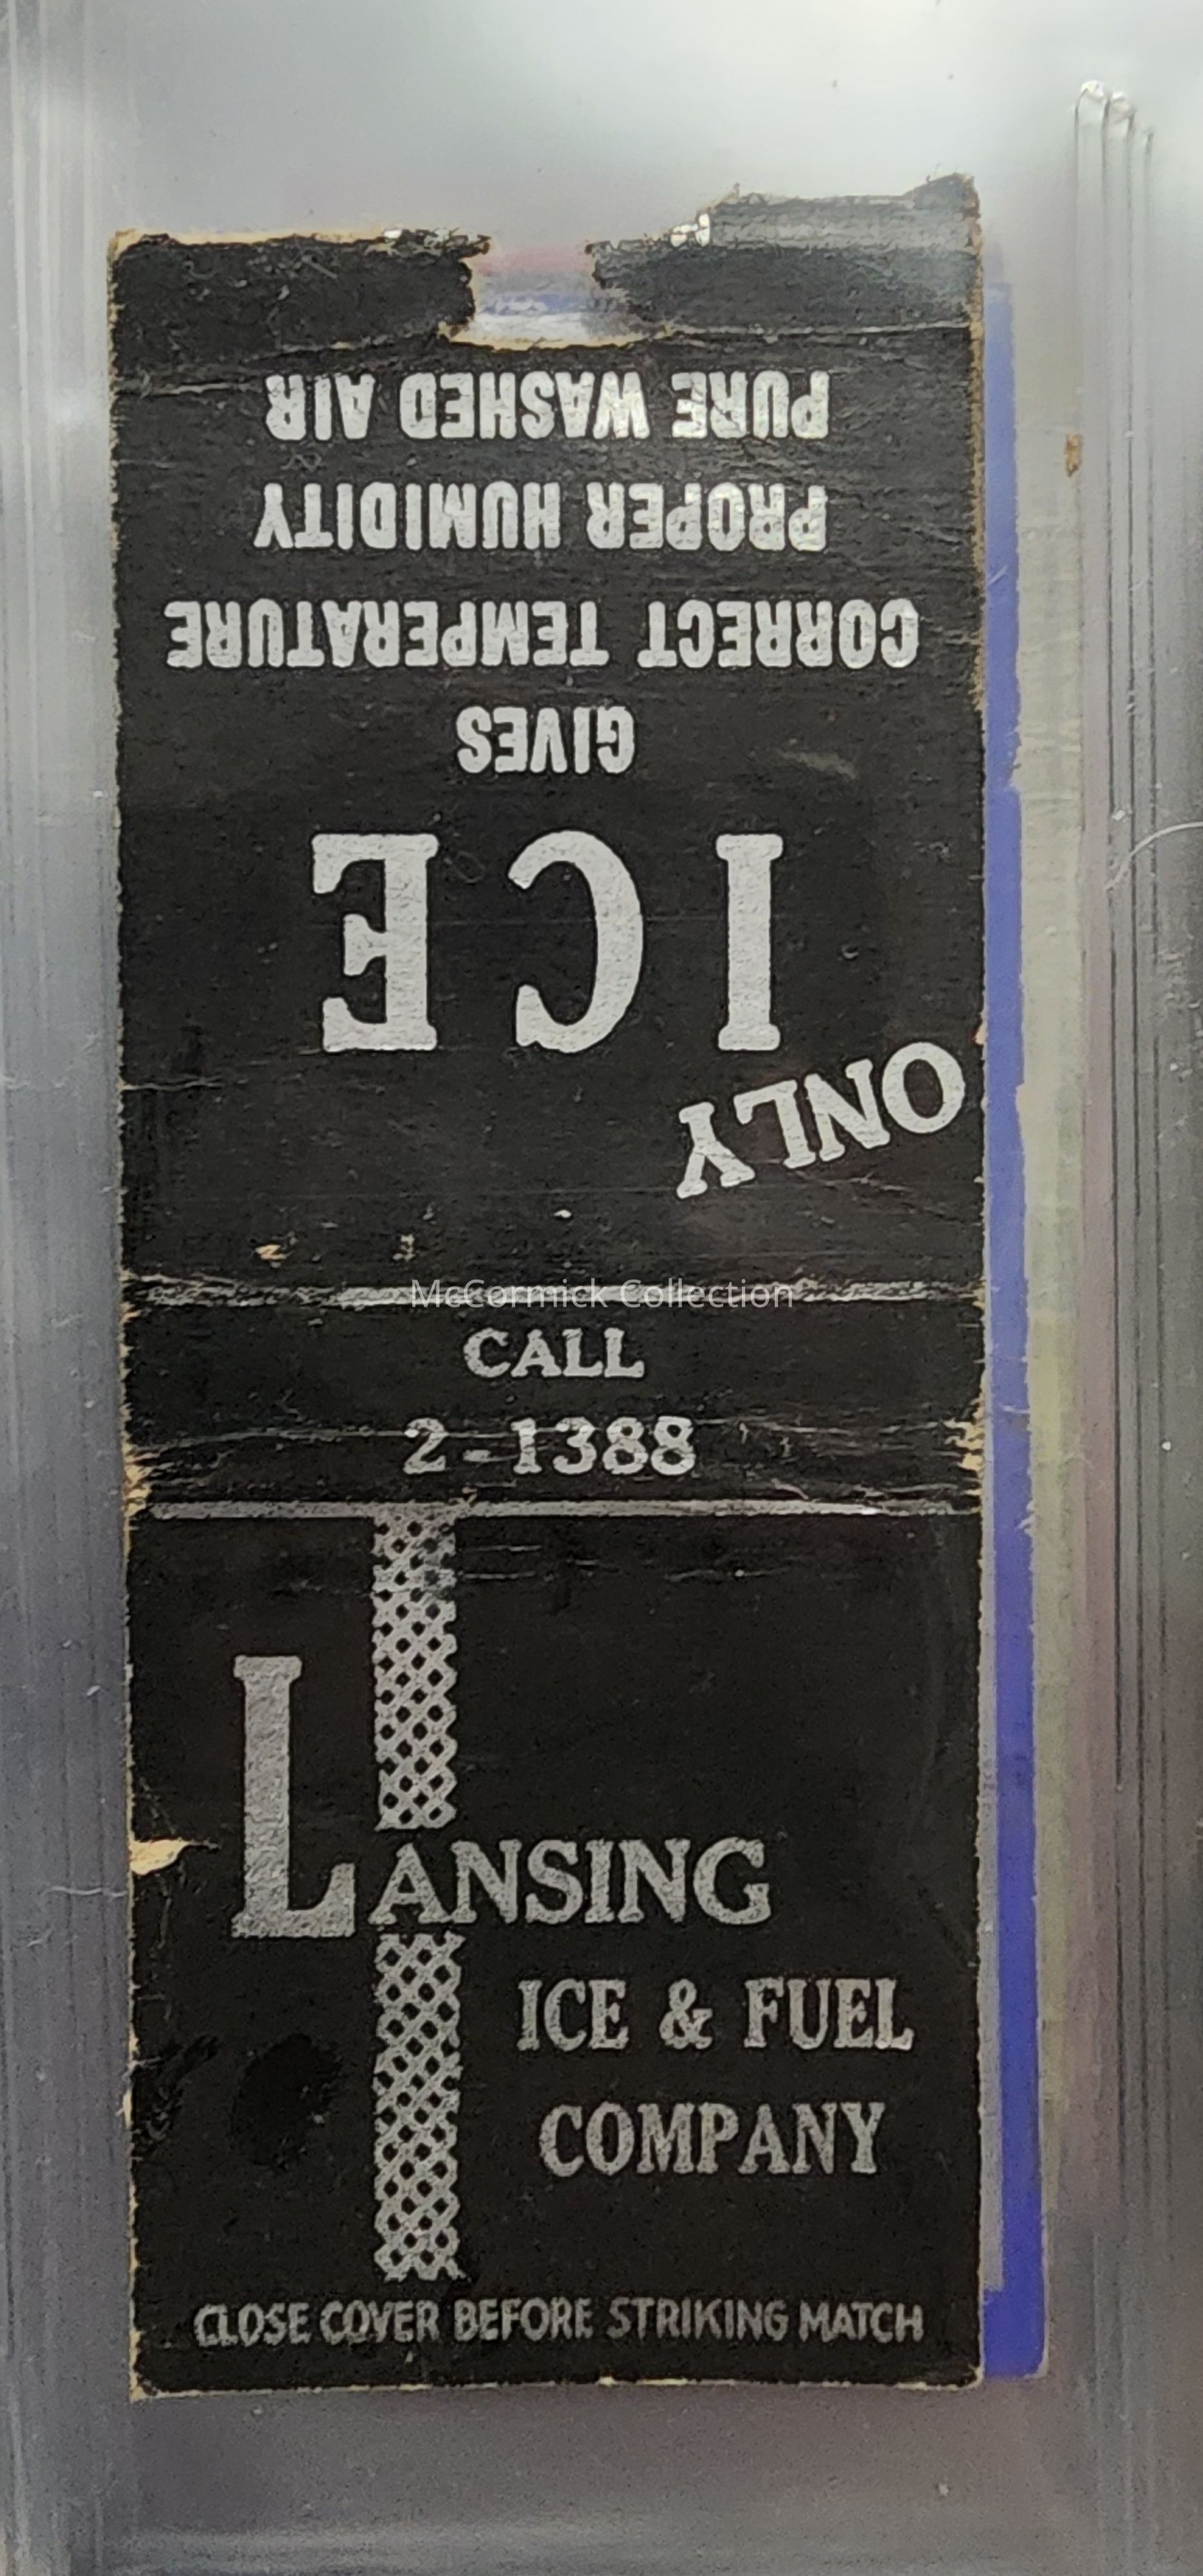 ONLY
ICE
GIVES
CORRECT TEMPERATURE
PROPER HUMIDITY
PURE WASHED AIR
McCormick Collection
CALL
2-1388
LANSING
ICE & FUEL
COMPANY
CLOSE COVER BEFORE STRIKING MATCH